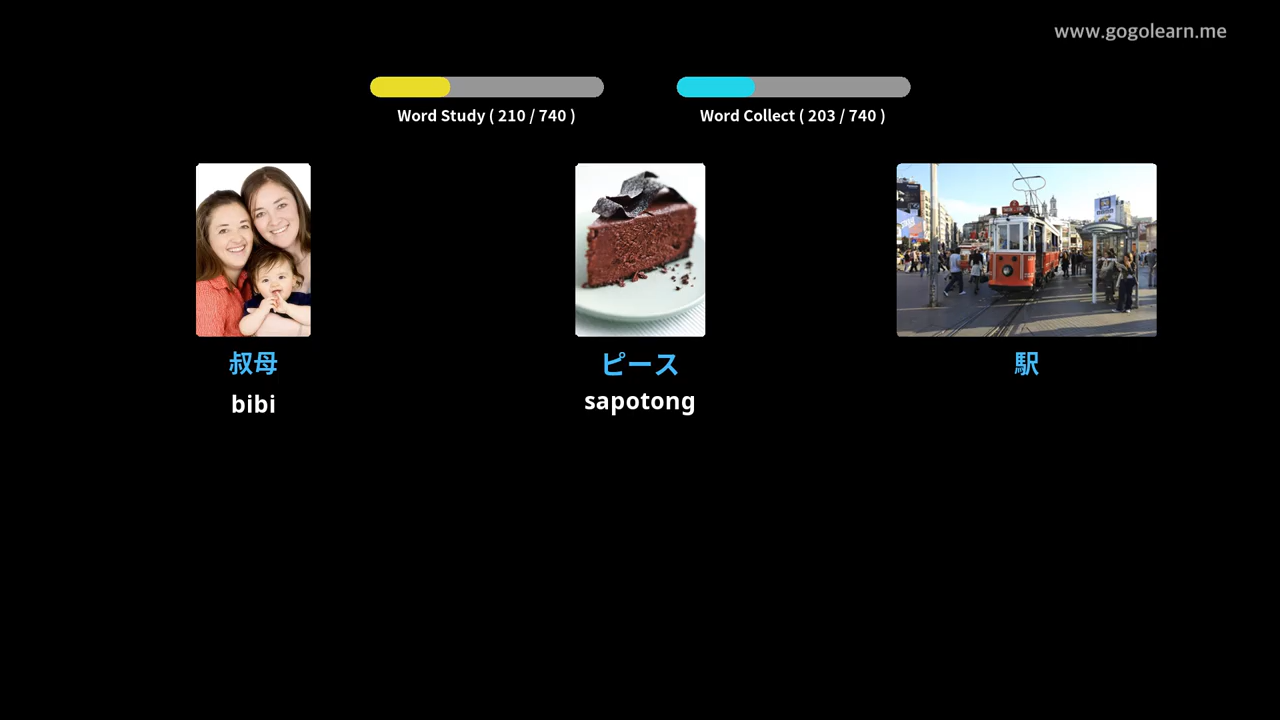 www.gogolearn.me
Word Study ( 210 / 740 )
Word Collect ( 203 / 740 )
叔母
ピース
駅
bibi
sapotong